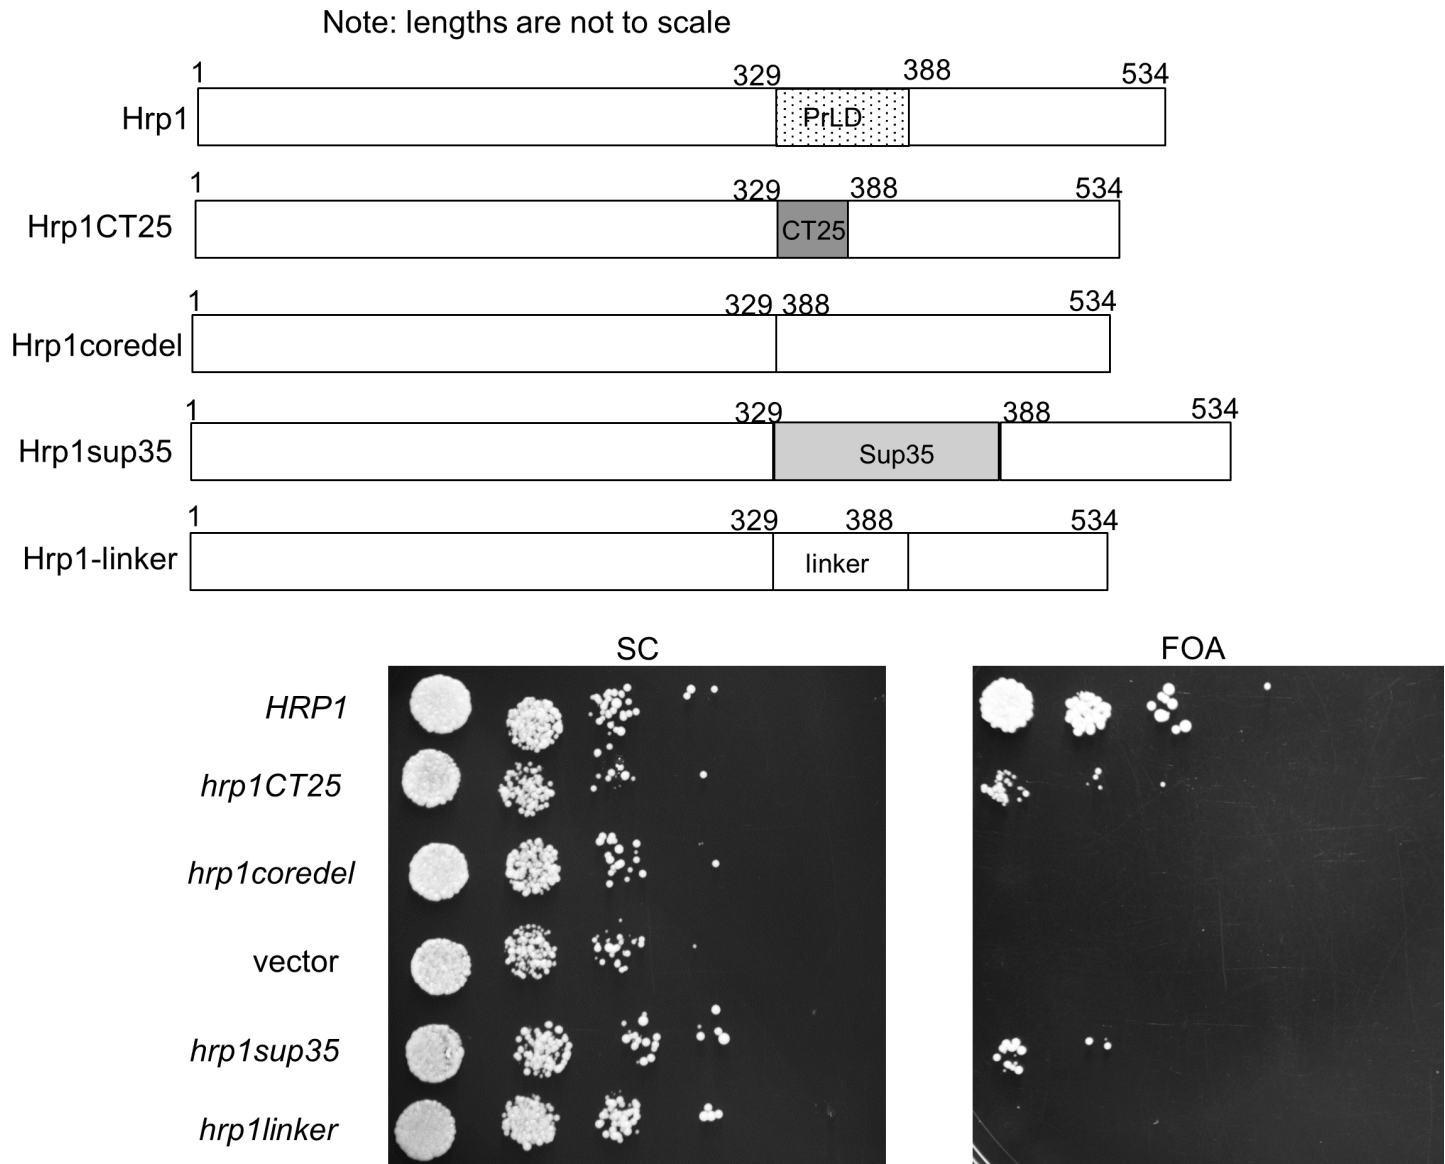 Note: lengths are not to scale
1 329 388 534
Hrp1 PrLD
1 329 388 534
Hrp1CT25 CT25
1 329 388 534
Hrp1coredel
1 329 388 534
Hrp1sup35 Sup35
1 329 388 534
Hrp1-linker linker
SC FOA
HRP1
hrp1CT25
hrp1coredel
vector
hrp1sup35
hrp1linker